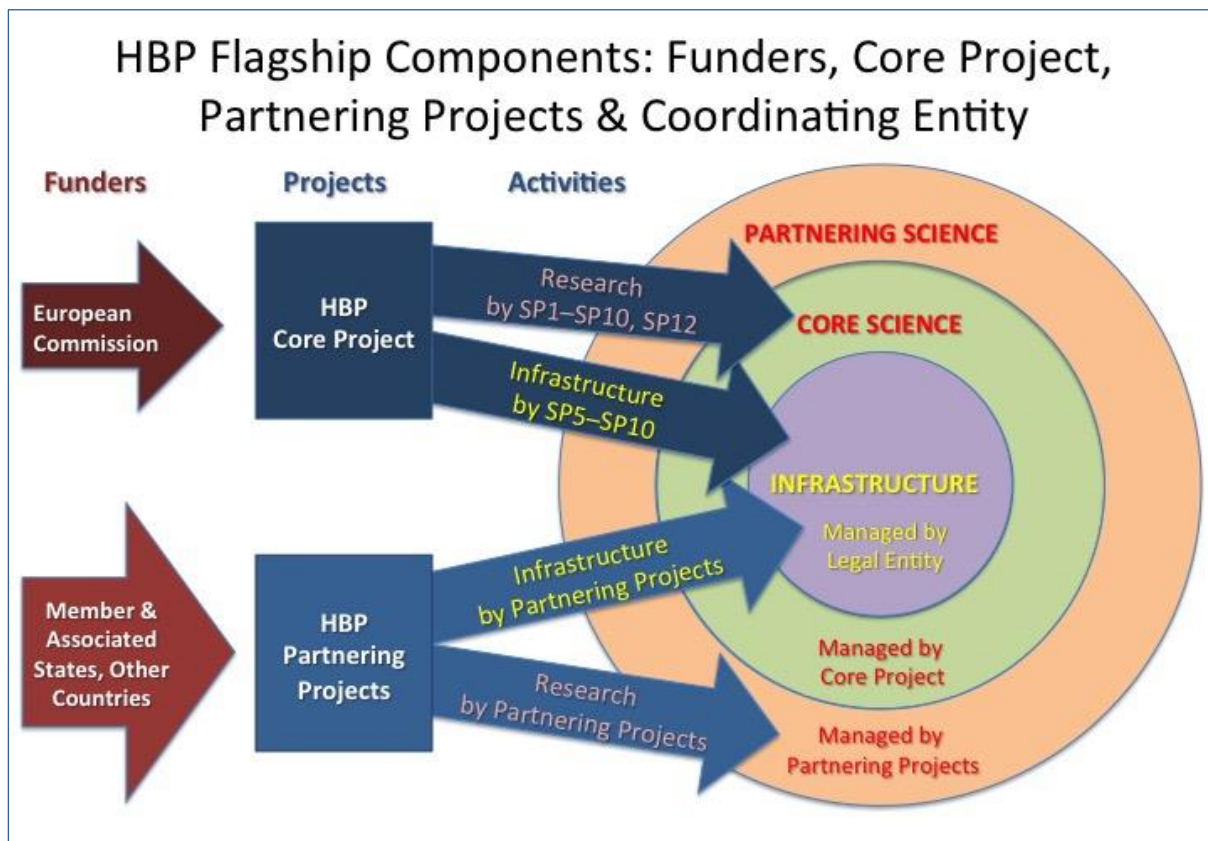 HBP Flagship Components: Funders, Core Project,
Partnering Projects & Coordinating Entity
Funders
Projects
Activities
European
Commission
HBP
Core Project
Research
by SP1–SP10, SP12
Infrastructure
by SP5–SP10
Member &
Associated
States, Other
Countries
HBP
Partnering
Projects
Infrastructure
by Partnering Projects
Research
by Partnering Projects
PARTNERING SCIENCE
CORE SCIENCE
INFRASTRUCTURE
Managed by
Legal Entity
Managed by
Core Project
Managed by
Partnering Projects